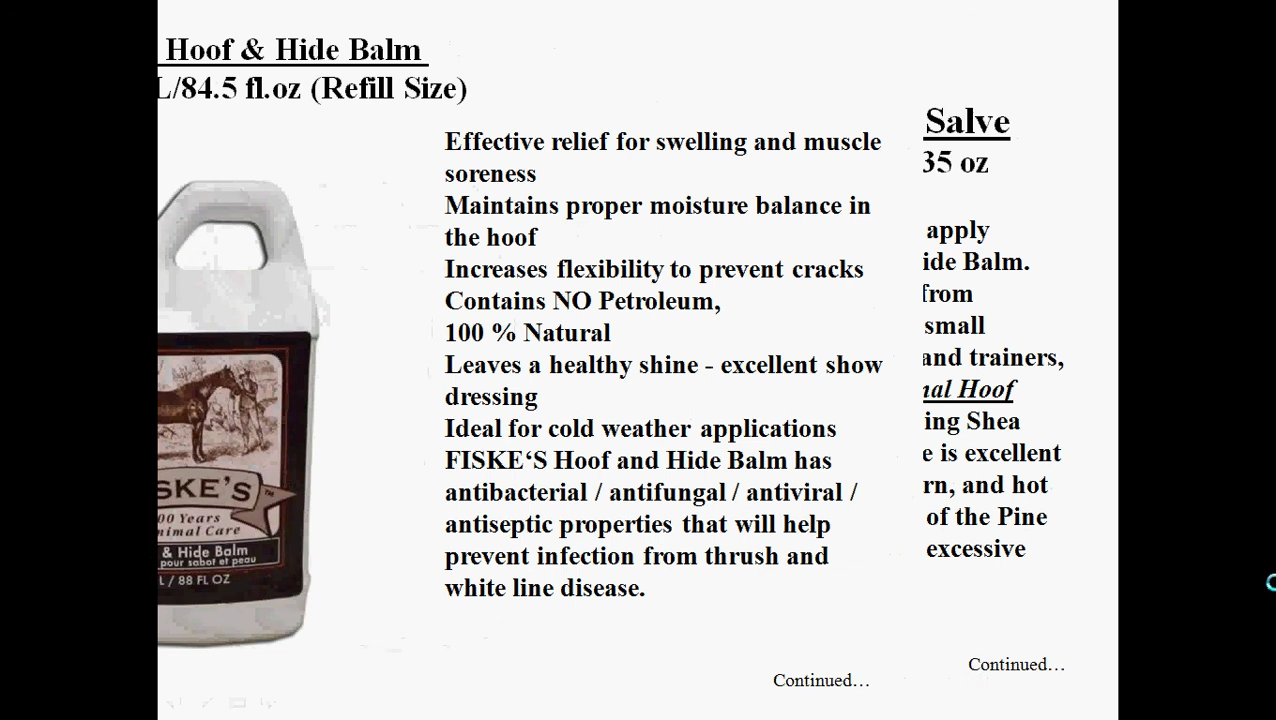 Hoof & Hide Balm
L/84.5 fl.oz (Refill Size)
Effective relief for swelling and muscle
soreness
Maintains proper moisture balance in
the hoof
Increases flexibility to prevent cracks
Contains NO Petroleum,
100 % Natural
Leaves a healthy shine - excellent show
dressing
Ideal for cold weather applications
FISKE‘S Hoof and Hide Balm has
antibacterial / antifungal / antiviral /
antiseptic properties that will help
prevent infection from thrush and
white line disease.
Continued…
Salve
35 oz
apply
ide Balm.
from
small
and trainers,
nal Hoof
ing Shea
e is excellent
rn, and hot
of the Pine
excessive
Continued…
SKE'S™
00 Years
nimal Care
& Hide Balm
pour sabot et peau
L / 88 FL OZ